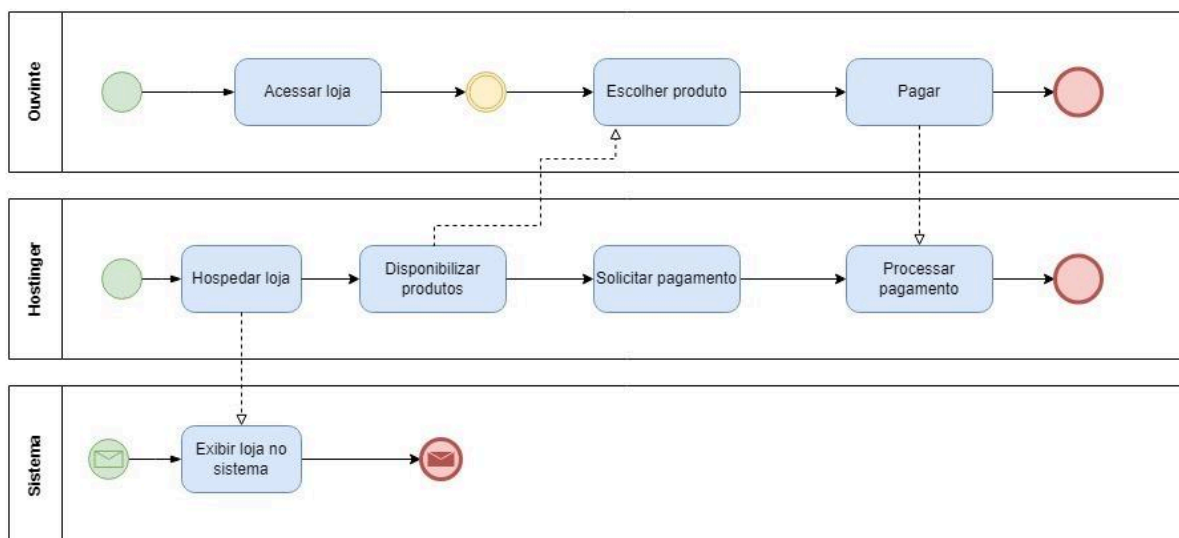 Ouvinte
Acessar loja
Escolher produto
Pagar
Hostinger
Hospedar loja
Disponibilizar
produtos
Solicitar pagamento
Processar
pagamento
Sistema
Exibir loja no
sistema